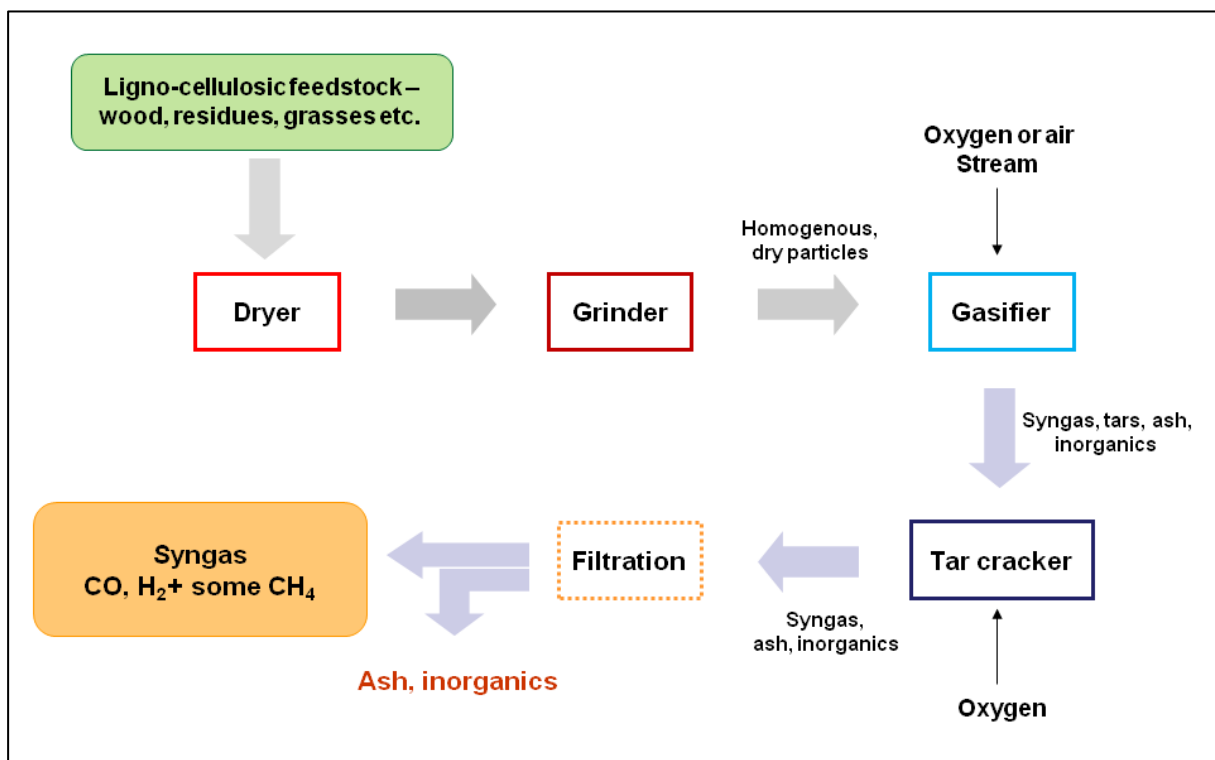 Ligno-cellulosic feedstock –
wood, residues, grasses etc.
Oxygen or air
Stream
Homogenous,
dry particles
Dryer
Grinder
Gasifier
Syngas, tars, ash,
inorganics
Syngas
CO, H₂+ some CH₄
Filtration
Tar cracker
Syngas,
ash, inorganics
Ash, inorganics
Oxygen